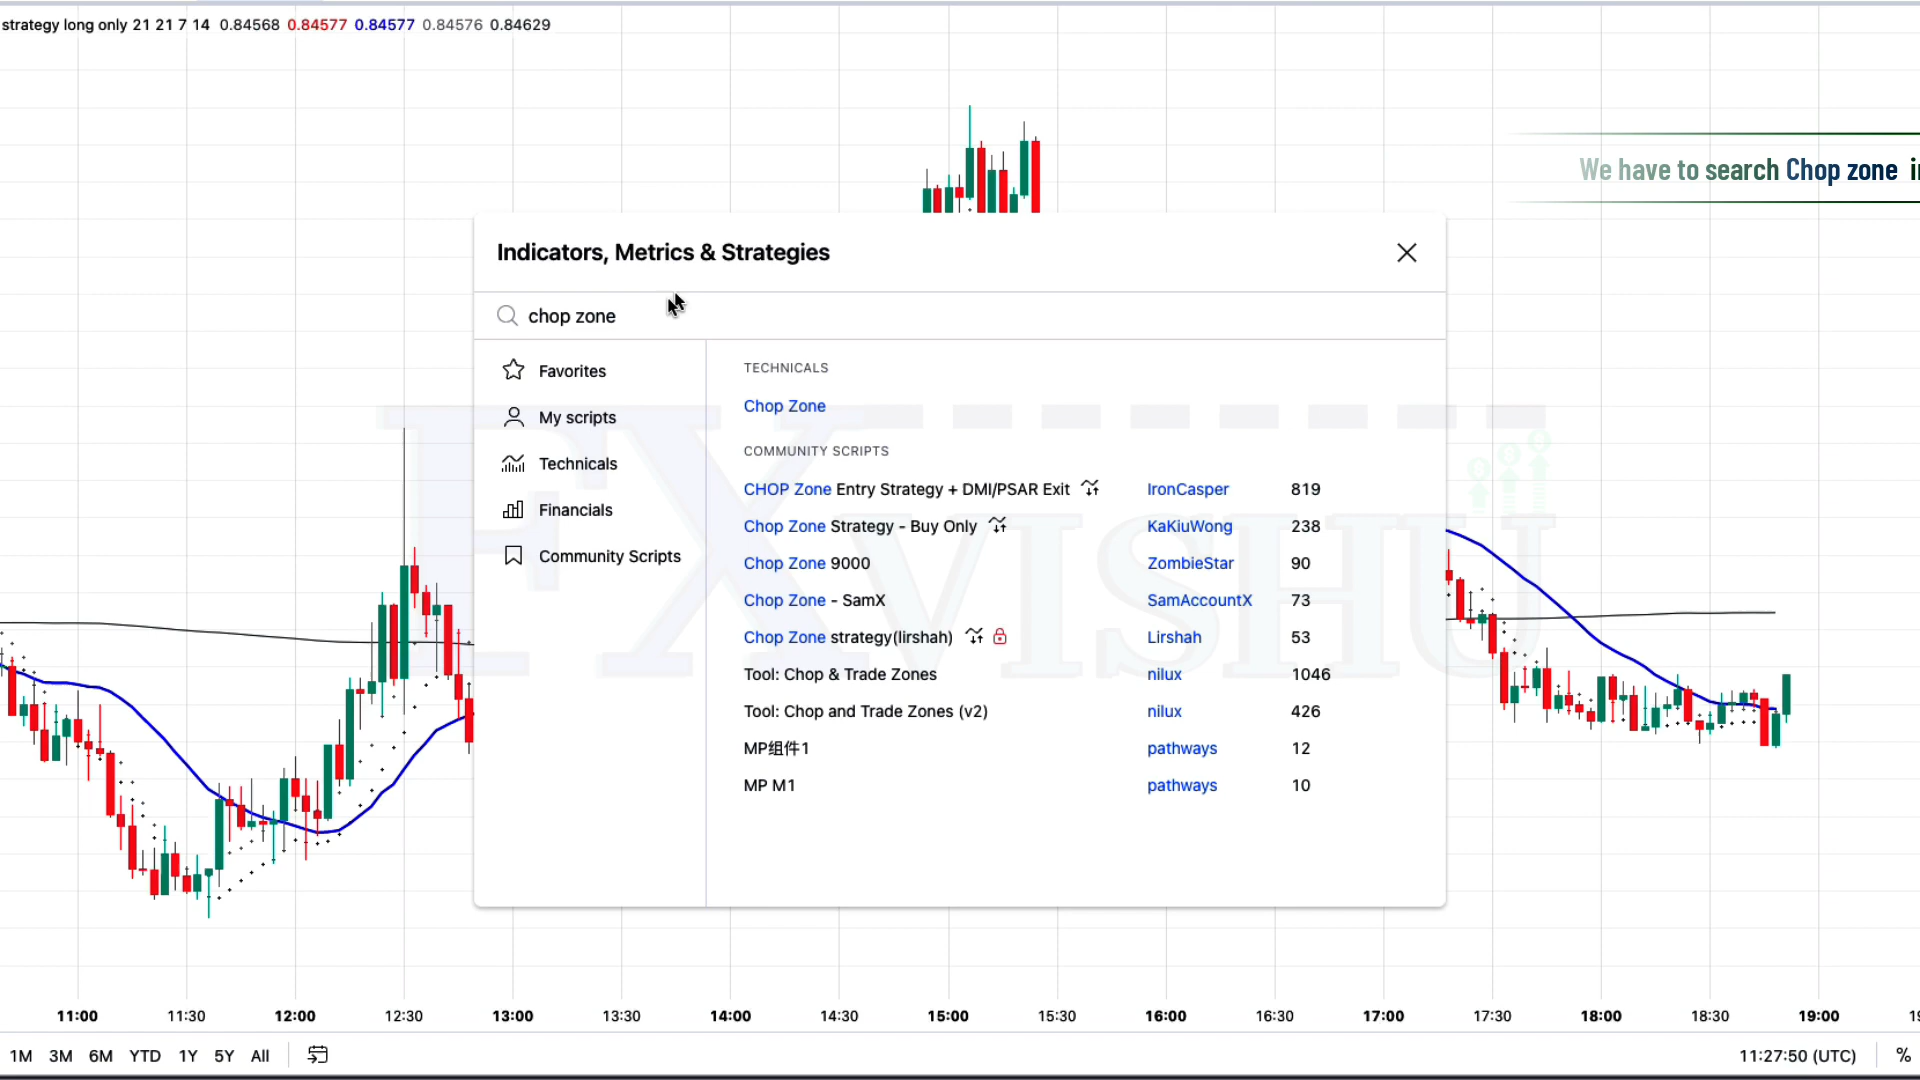 strategy long only 21 21 7 14 0.84568 0.84577 0.84577 0.84576 0.84629
We have to search Chop zone
Indicators, Metrics & Strategies
chop zone
Favorites
My scripts
Technicals
Financials
Community Scripts
TECHNICALS
Chop Zone
COMMUNITY SCRIPTS
CHOP Zone Entry Strategy + DMI/PSAR Exit IronCasper 819
Chop Zone Strategy - Buy Only KaKiuWong 238
Chop Zone 9000 ZombieStar 90
Chop Zone - SamX SamAccountX 73
Chop Zone strategy(lirshah) Lirshah 53
Tool: Chop & Trade Zones nilux 1046
Tool: Chop and Trade Zones (v2) nilux 426
MP组件1 pathways 12
MP M1 pathways 10
FXVISHU
11:00 11:30 12:00 12:30 13:00 13:30 14:00 14:30 15:00 15:30 16:00 16:30 17:00 17:30 18:00 18:30 19:00
1M 3M 6M YTD 1Y 5Y All 11:27:50 (UTC) %